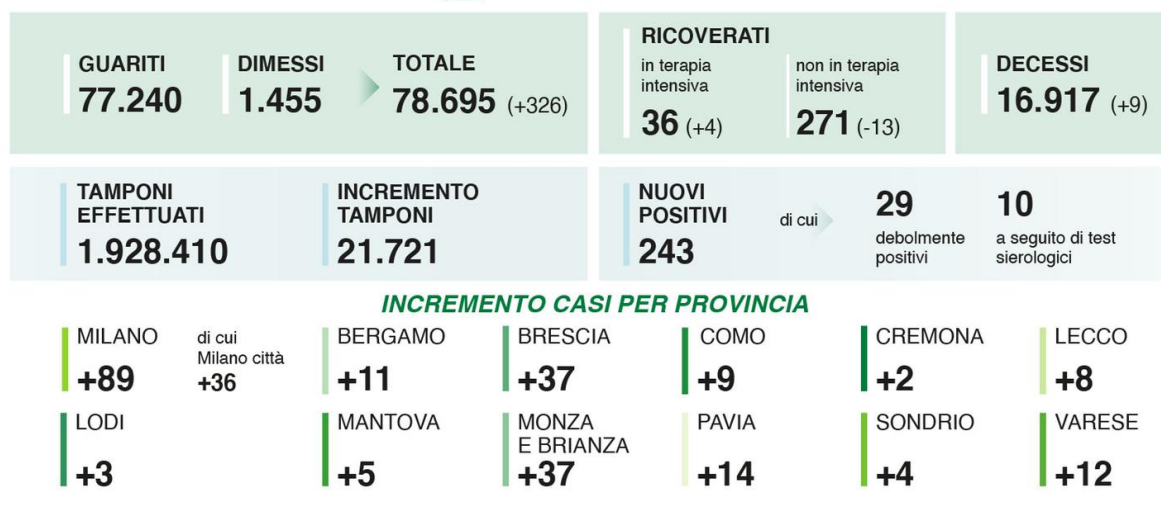 GUARITI
77.240
DIMESSI
1.455
TOTALE
78.695 (+326)
RICOVERATI
in terapia
intensiva
36 (+4)
non in terapia
intensiva
271 (-13)
DECESSI
16.917 (+9)
TAMPONI
EFFETTUATI
1.928.410
INCREMENTO
TAMPONI
21.721
NUOVI
POSITIVI
243
di cui
29
debolmente
positivi
10
a seguito di test
sierologici
INCREMENTO CASI PER PROVINCIA
MILANO
+89
di cui
Milano città
+36
BERGAMO
+11
BRESCIA
+37
COMO
+9
CREMONA
+2
LECCO
+8
LODI
+3
MANTOVA
+5
MONZA
E BRIANZA
+37
PAVIA
+14
SONDRIO
+4
VARESE
+12